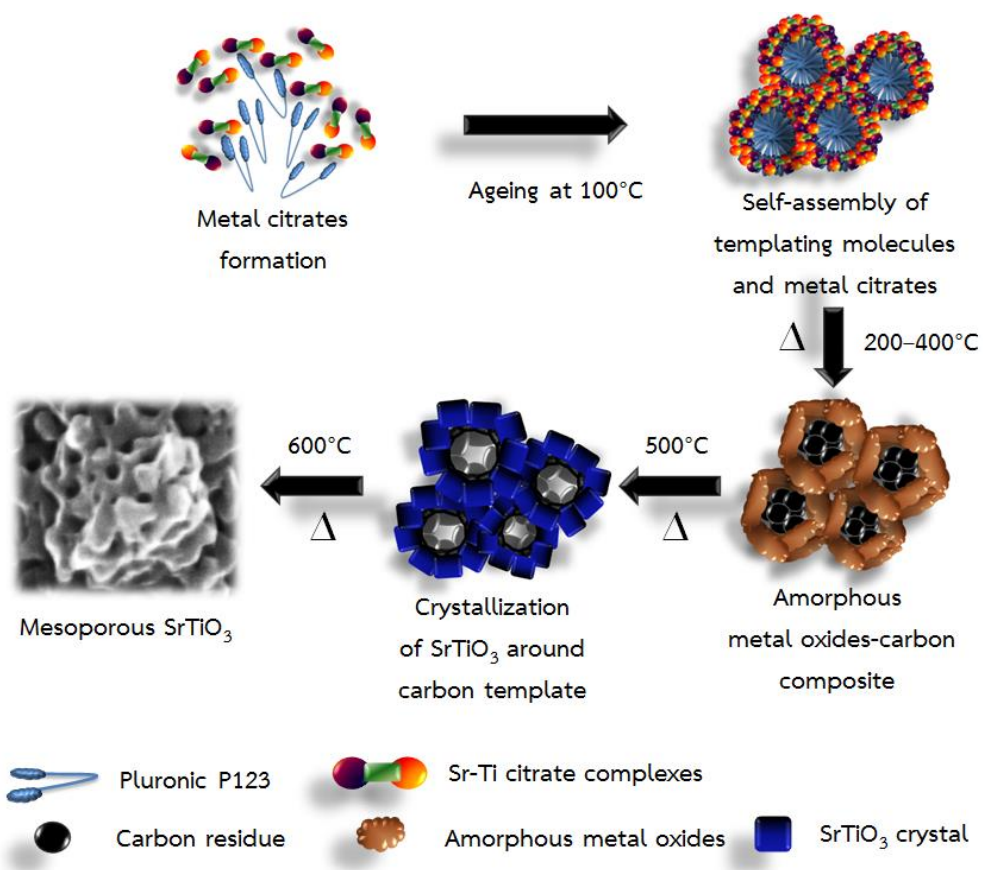 Metal citrates
formation
Ageing at 100°C
Self-assembly of
templating molecules
and metal citrates
Δ
200–400°C
Amorphous
metal oxides-carbon
composite
500°C
Δ
Crystallization
of SrTiO₃ around
carbon template
600°C
Δ
Mesoporous SrTiO₃
Pluronic P123
Sr-Ti citrate complexes
Carbon residue
Amorphous metal oxides
SrTiO₃ crystal